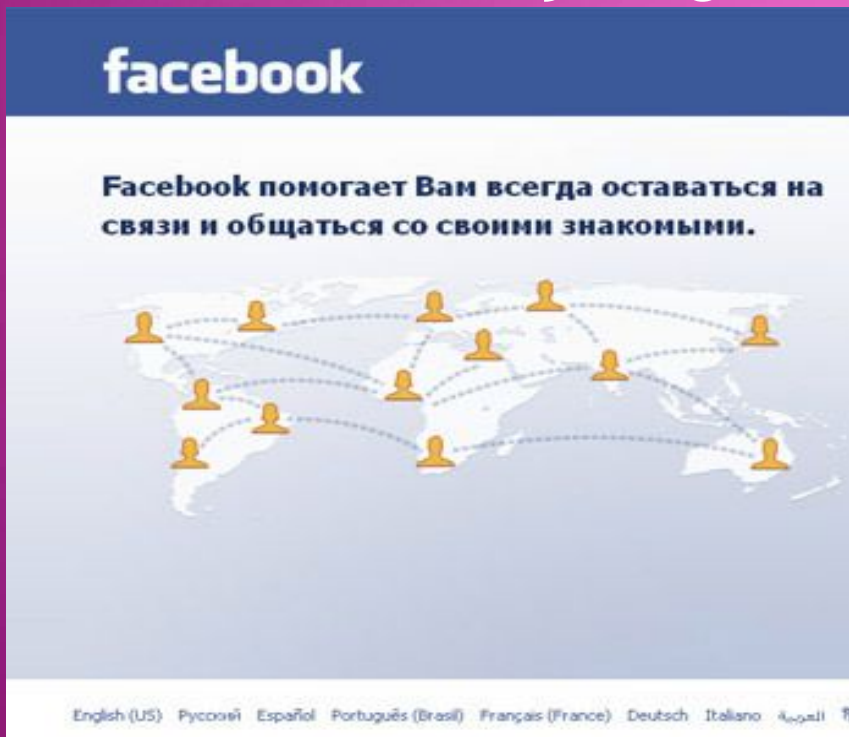 facebook
Facebook помогает Вам всегда оставаться на
связи и общаться со своими знакомыми.
English (US) Русский Español Português (Brasil) Français (France) Deutsch Italiano العربية